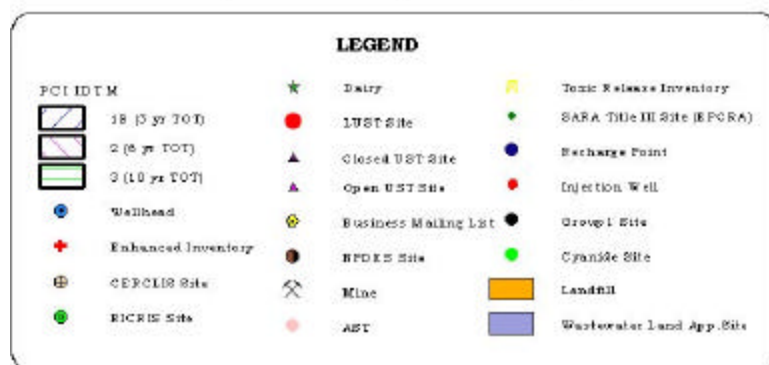 LEGEND
PCI IDTM
1B (3 yr TOT)
2 (6 yr TOT)
3 (10 yr TOT)
Wellhead
Enhanced Inventory
CERCLIS Site
RICRIS Site
Dairy
LUST Site
Closed UST Site
Open UST Site
Business Mailing List
NPDES Site
Mine
AST
Toxic Release Inventory
SARA Title III Site (EPCRA)
Recharge Point
Injection Well
Group1 Site
Cyanide Site
Landfill
Wastewater Land App.Site